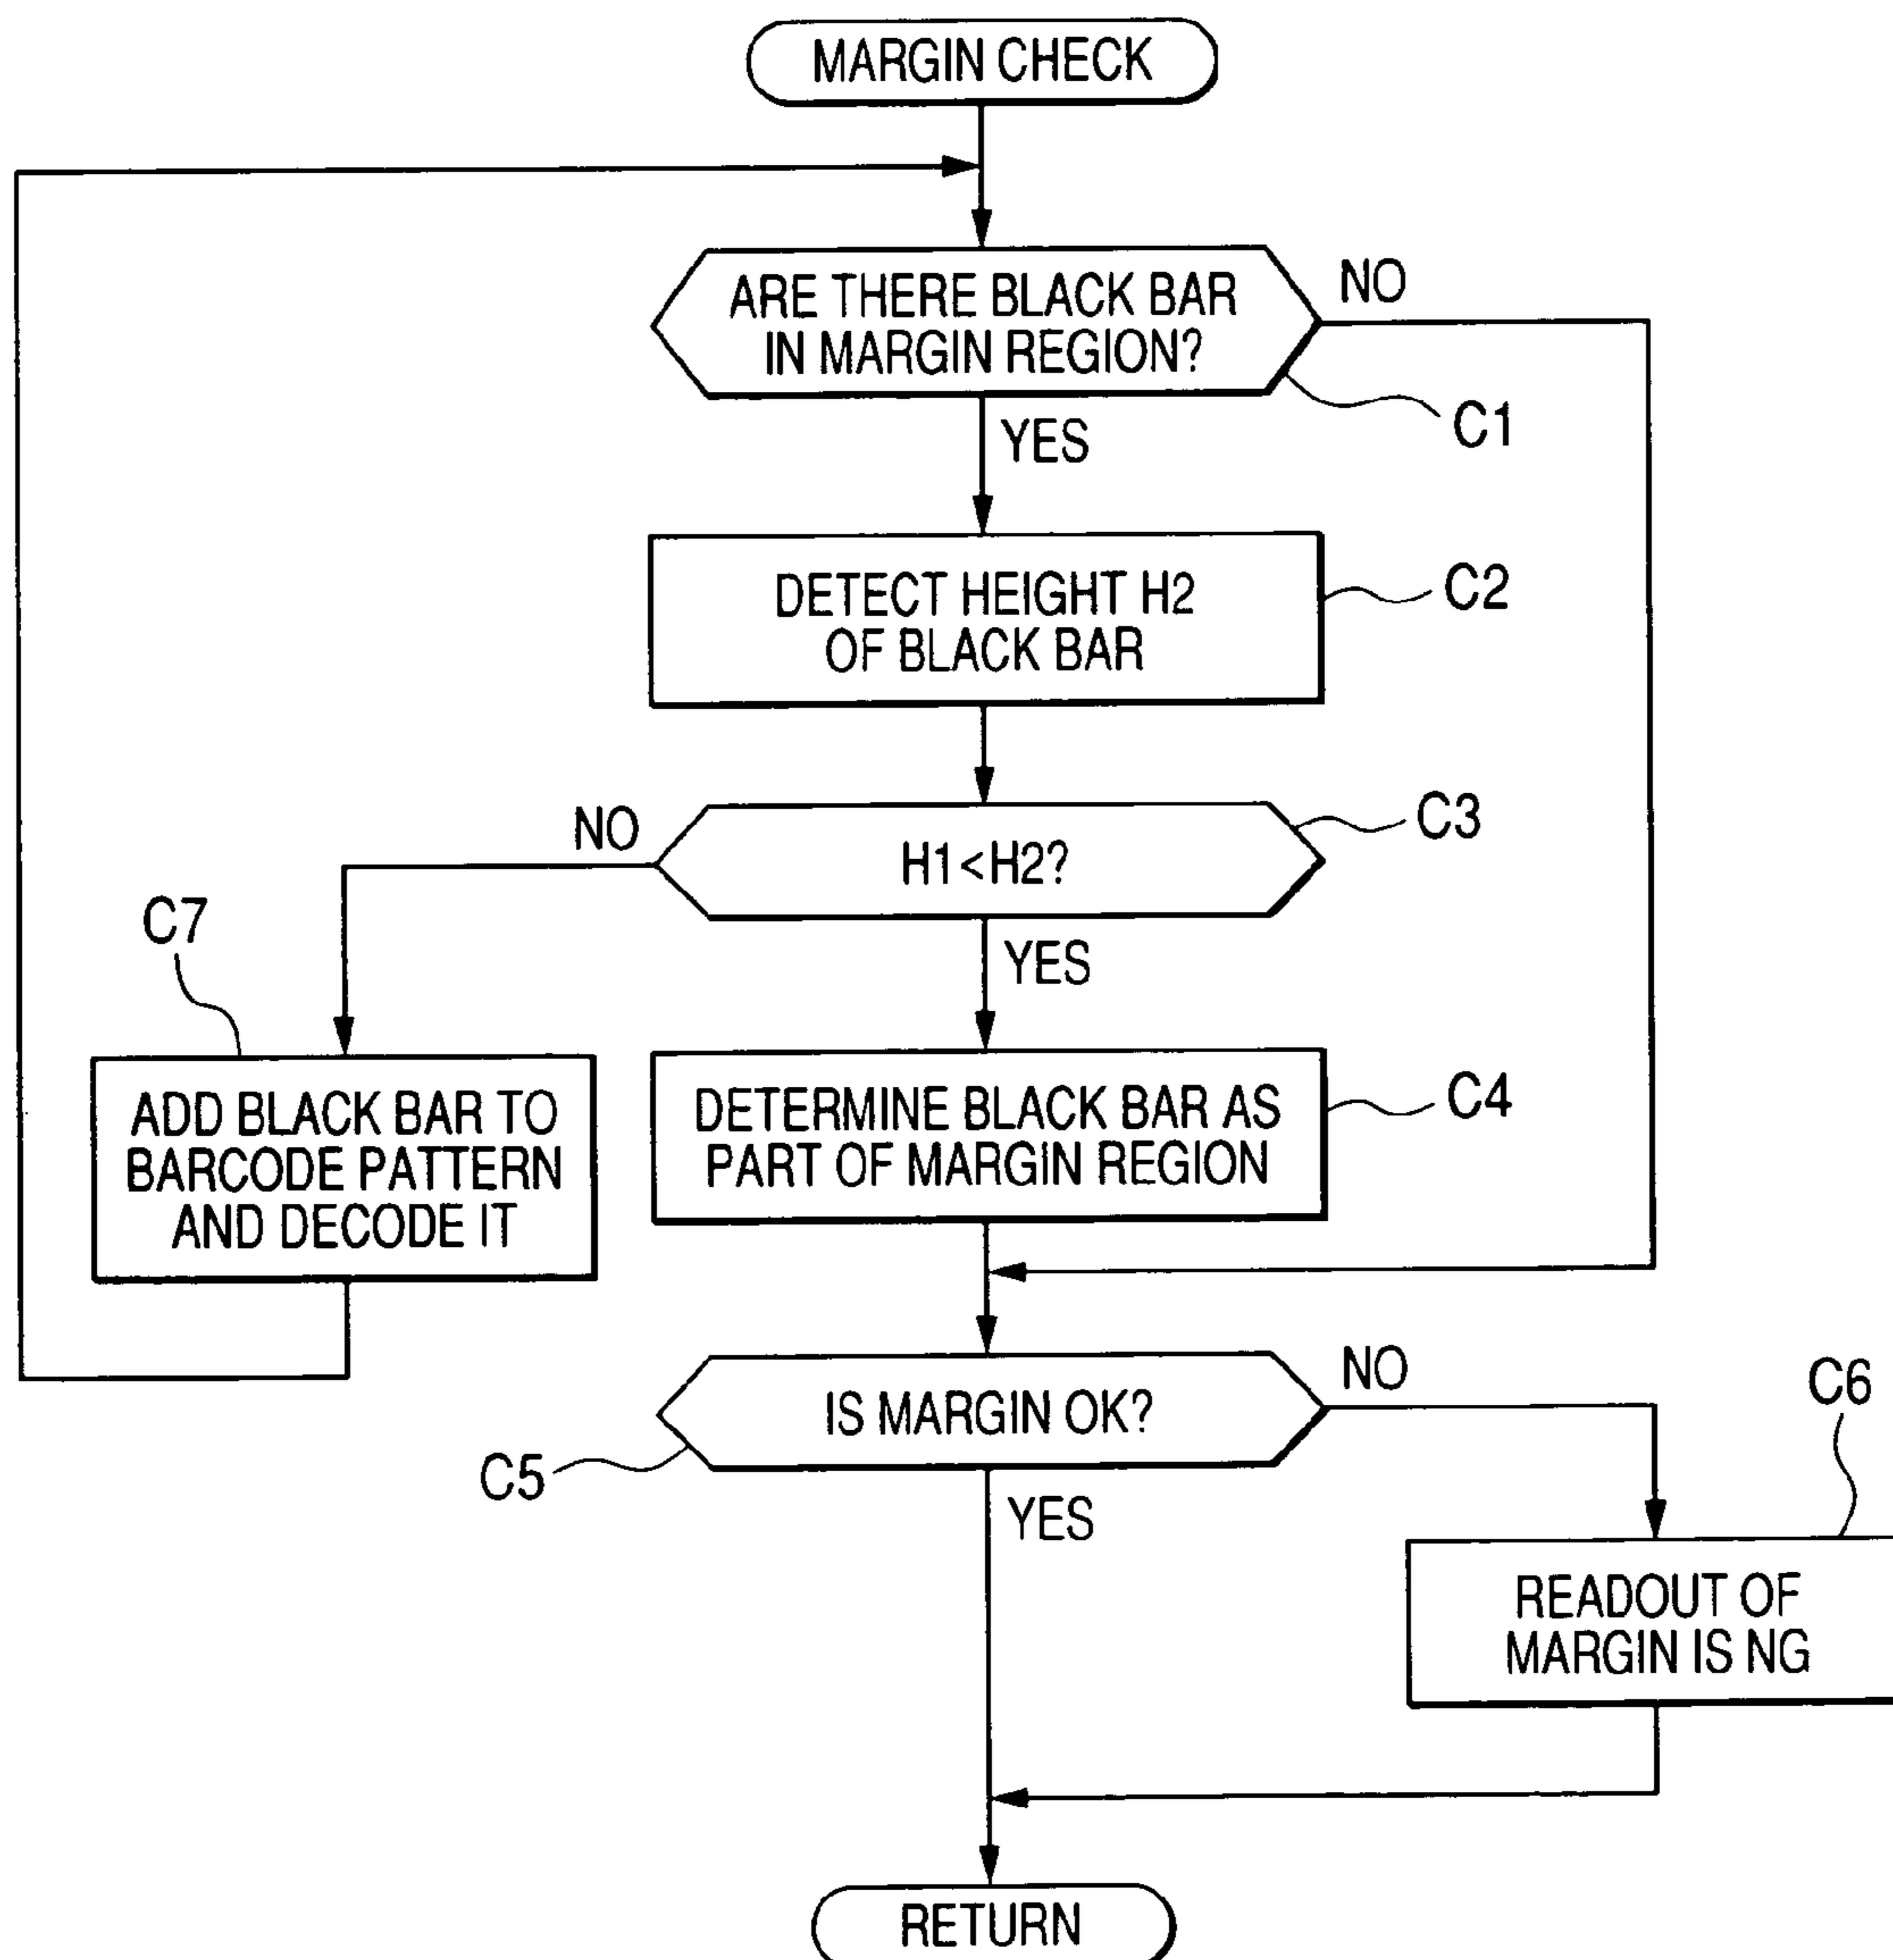 MARGIN CHECK
ARE THERE BLACK BAR
IN MARGIN REGION?
NO
C1
YES
DETECT HEIGHT H2
OF BLACK BAR
C2
NO
H1<H2?
C3
YES
C7
ADD BLACK BAR TO
BARCODE PATTERN
AND DECODE IT
DETERMINE BLACK BAR AS
PART OF MARGIN REGION
C4
IS MARGIN OK?
NO
C5
YES
C6
READOUT OF
MARGIN IS NG
RETURN